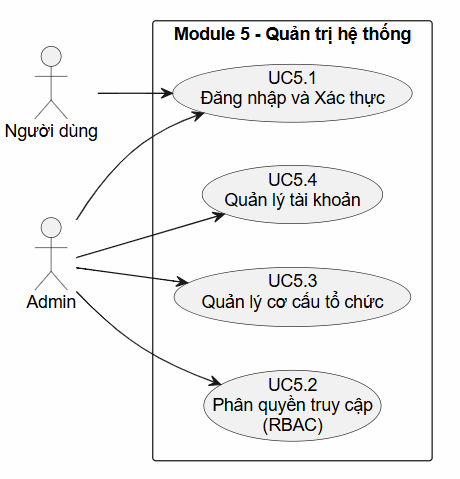 Module 5 - Quản trị hệ thống
UC5.1
Đăng nhập và Xác thực
Người dùng
UC5.4
Quản lý tài khoản
Admin
UC5.3
Quản lý cơ cấu tổ chức
UC5.2
Phân quyền truy cập
(RBAC)